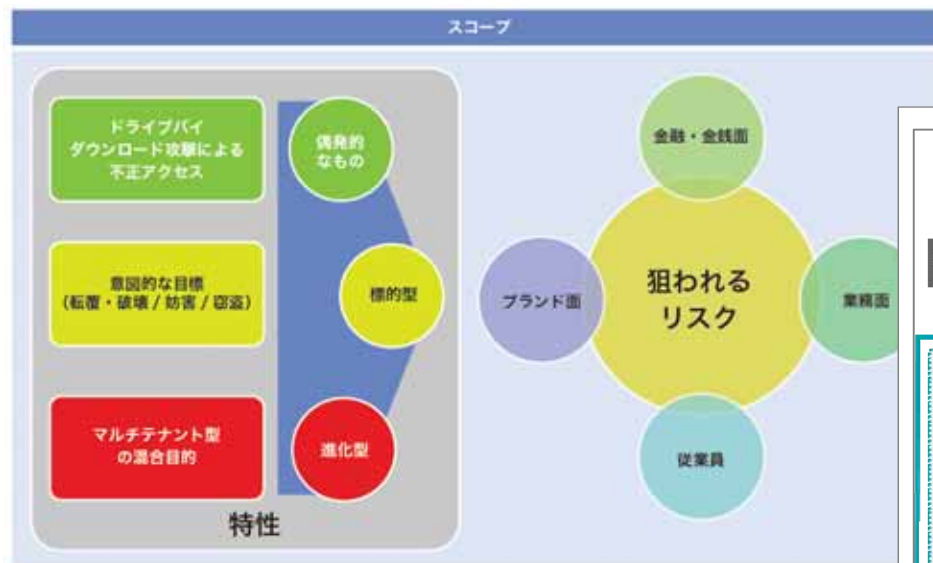 スコープ
ドライブバイ
ダウンロード攻撃による
不正アクセス
偶発的
なもの
意図的な目標
(転覆・破壊 / 妨害 / 窃盗)
標的型
マルチテナント型
の混合目的
進化型
特性
金融・金銭面
ブランド面
狙われる
リスク
業務面
従業員